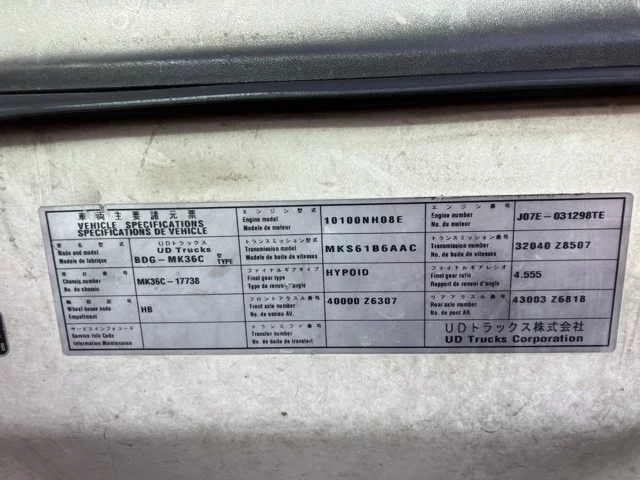 車両主要諸元票
VEHICLE SPECIFICATIONS
SPECIFICATIONS DE VEHICLE
エンジン型式
Engine model
Modele de moteur
10100NH08E
エンジン番号
Engine number
No. de moteur
J07E-031298TE
車名型式
Make and model
Modele de fabrique
UDトラックス
UD Trucks
BDG-MK36C
型
TYPE
トランスミッション型式
Transmission model
Modele de boite de vitesses
MKS61B6AAC
トランスミッション番号
Transmission number
No. de boite de vitesses
32040 Z8507
車台番号
Chassis number
No. de chassis
MK36C-17738
ファイナルギアタイプ
Final gear type
Type de renvoi d'angle
HYPOID
ファイナルギアレシオ
Final gear ratio
Rapport de renvoi d'angle
4.555
Wheel base code
Empattement
HB
フロントアクスル番号
Front axle number
No. de essieu AV.
40000 Z6307
リアアクスル番号
Rear axle number
No. de pont AR.
43003 Z6818
サービスインフォコード
Service Info Code
Information Maintenance
トランスファ番号
Transfer number
No. de boite de transfert
UDトラックス株式会社
UD Trucks Corporation